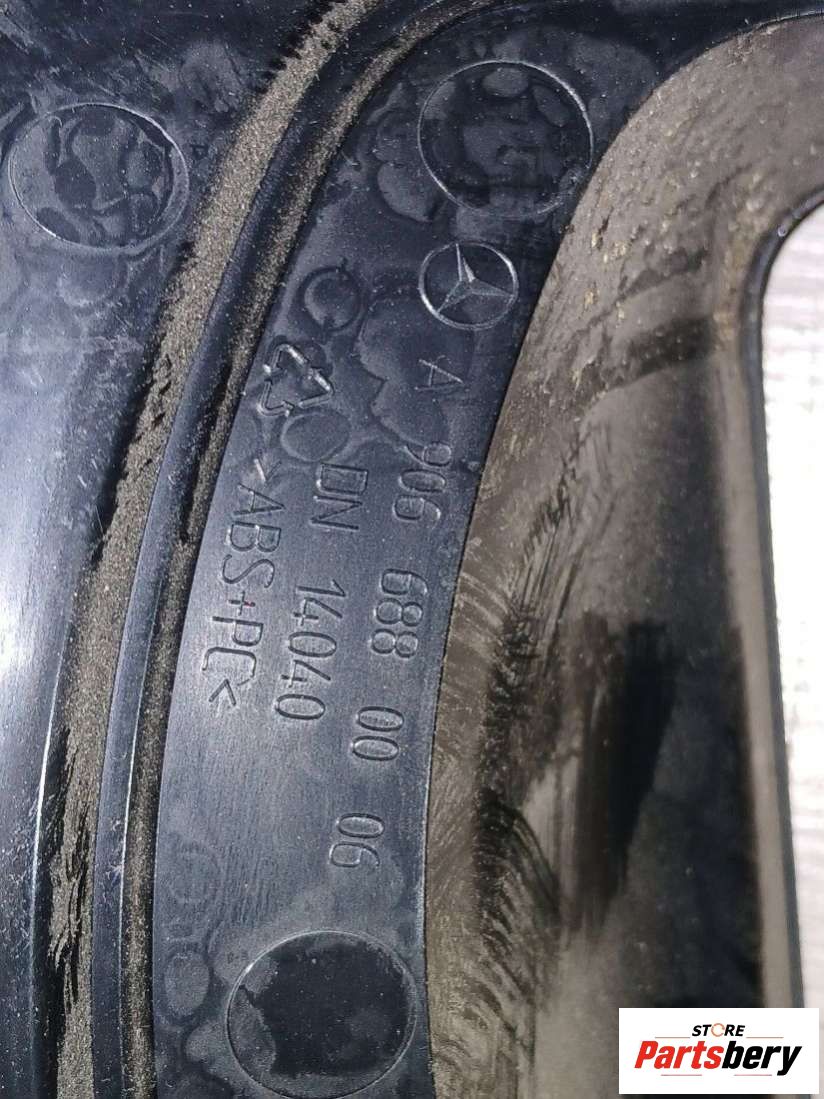 A 906 688 00 06
DN 14040
>ABS+PC<
STORE
Partsbery